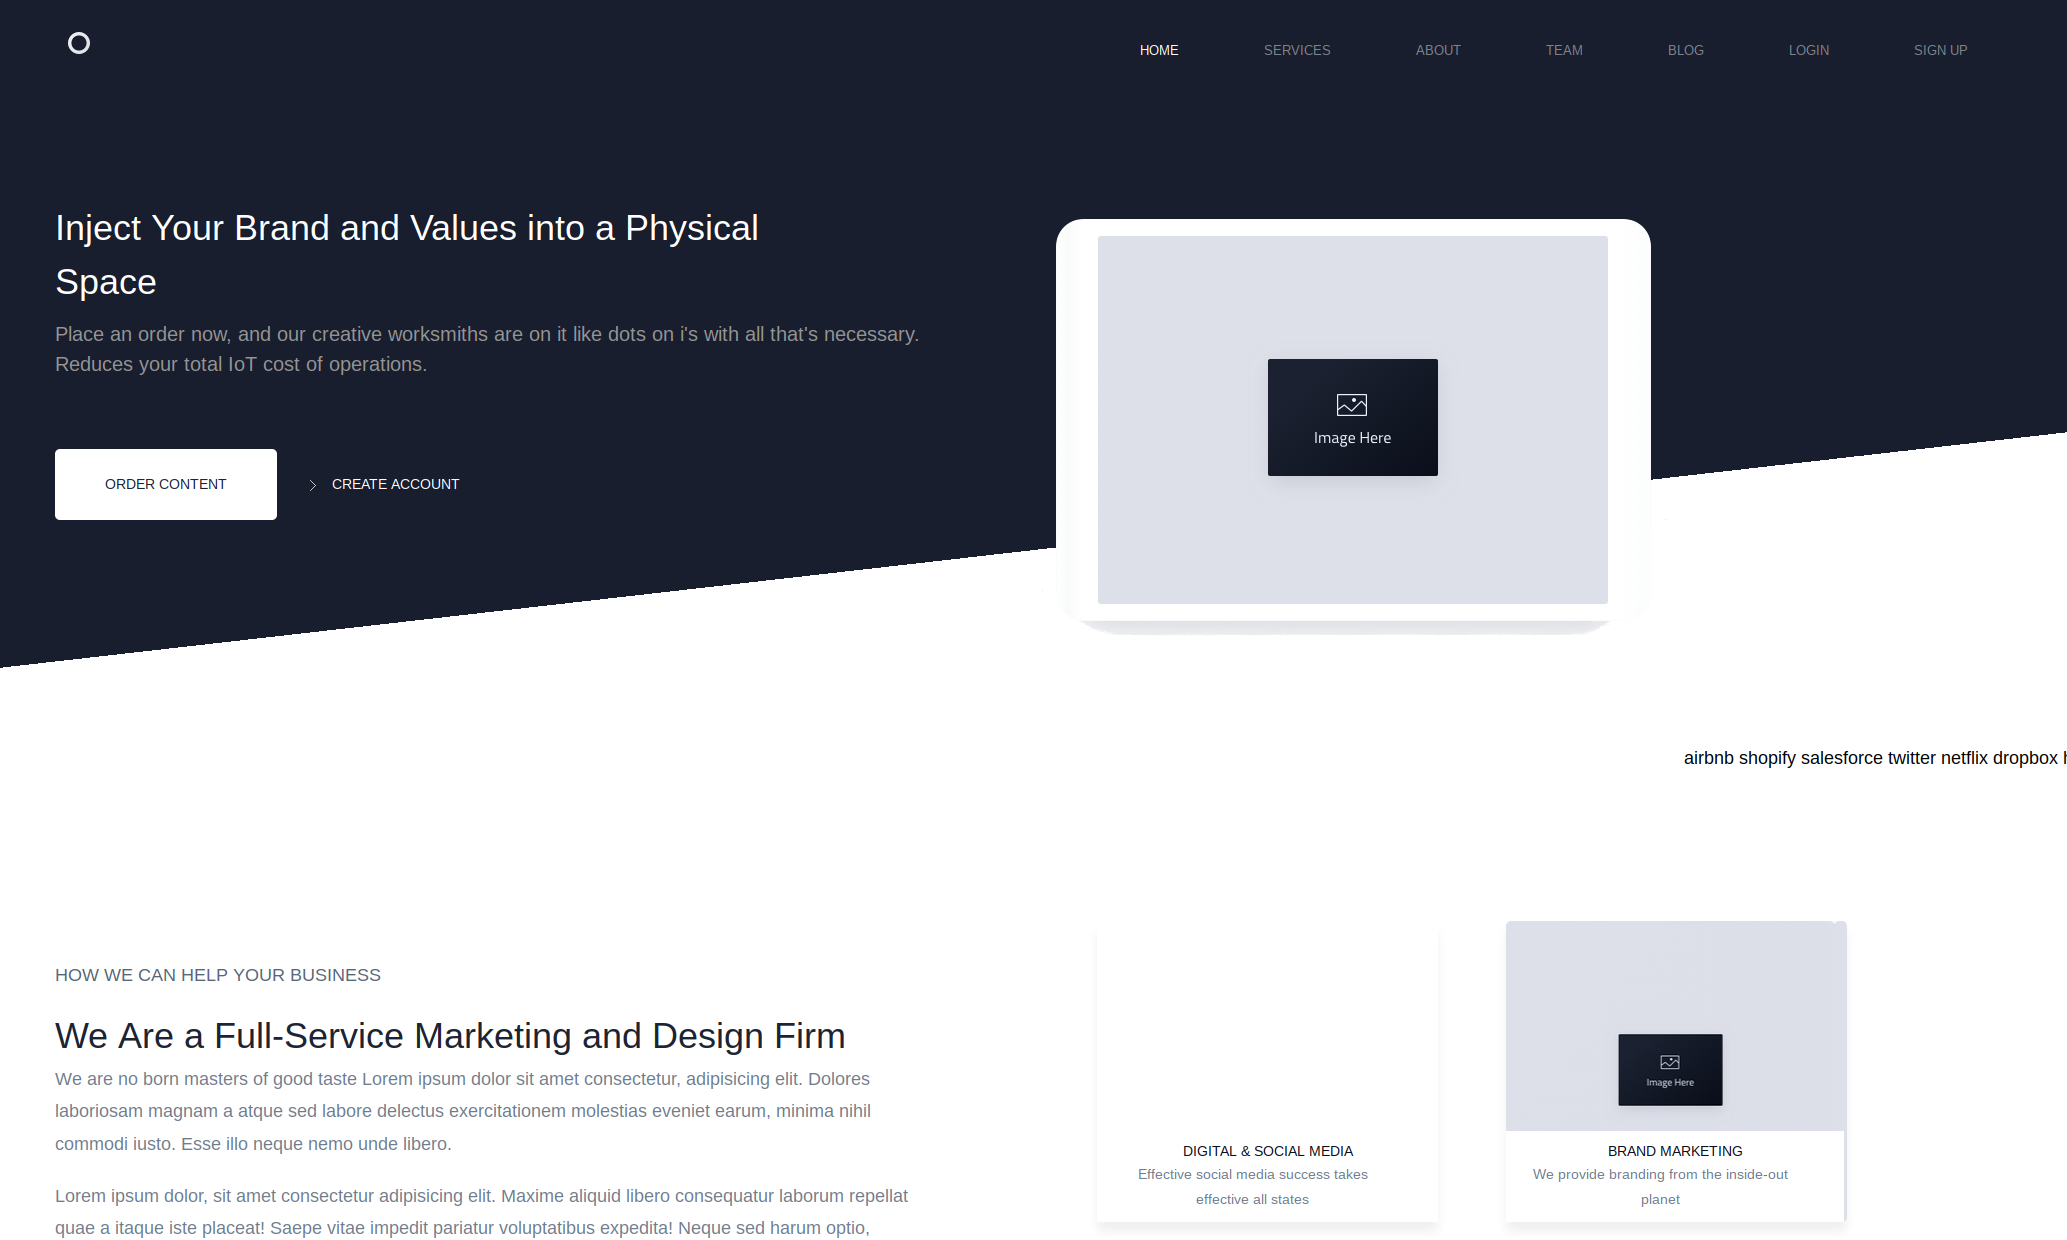 HOME SERVICES ABOUT TEAM BLOG LOGIN SIGN UP
Inject Your Brand and Values into a Physical
Space
Place an order now, and our creative worksmiths are on it like dots on i's with all that's necessary.
Reduces your total IoT cost of operations.
ORDER CONTENT
CREATE ACCOUNT
Image Here
airbnb shopify salesforce twitter netflix dropbox
HOW WE CAN HELP YOUR BUSINESS
We Are a Full-Service Marketing and Design Firm
We are no born masters of good taste Lorem ipsum dolor sit amet consectetur, adipisicing elit. Dolores
laboriosam magnam a atque sed labore delectus exercitationem molestias eveniet earum, minima nihil
commodi iusto. Esse illo neque nemo unde libero.
Lorem ipsum dolor, sit amet consectetur adipisicing elit. Maxime aliquid libero consequatur laborum repellat
quae a itaque iste placeat! Saepe vitae impedit pariatur voluptatibus expedita! Neque sed harum optio,
DIGITAL & SOCIAL MEDIA
Effective social media success takes
effective all states
Image Here
BRAND MARKETING
We provide branding from the inside-out
planet